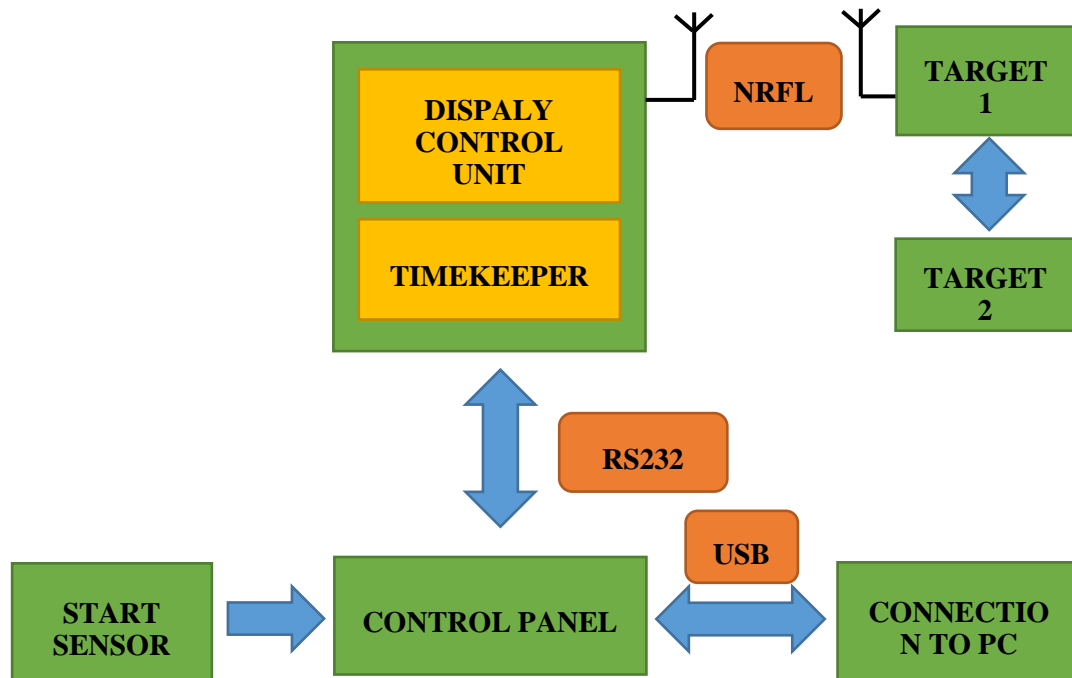 DISPALY
CONTROL
UNIT
TIMEKEEPER
NRFL
TARGET
1
TARGET
2
RS232
USB
START
SENSOR
CONTROL PANEL
CONNECTIO
N TO PC